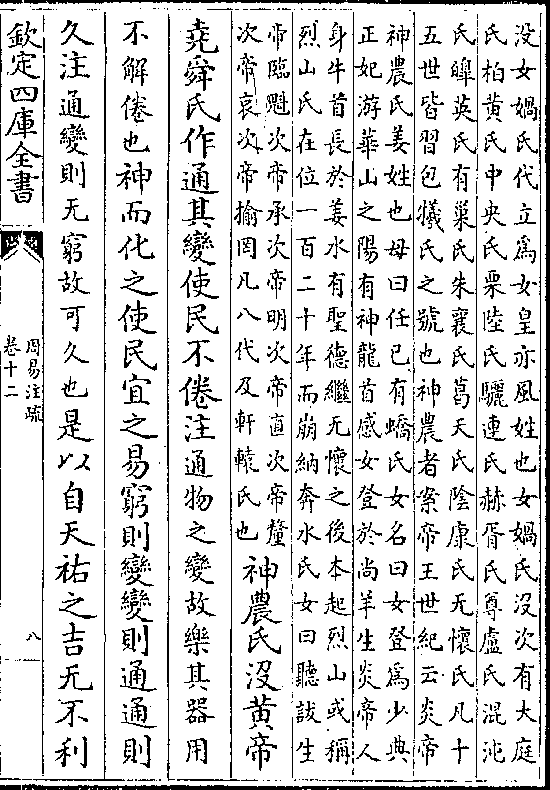 没女媧氏代立為女皇亦風姓也女媧氏没次有大庭
氏柏黄氏中央氏栗陸氏驪連氏赫胥氏尊盧氏混沌
氏皥英氏有巢氏朱襄氏葛天氏陰康氏无懷氏凡十
五世皆習包犧氏之號也神農者案帝王世紀云炎帝
神農氏姜姓也母曰任已有蟜氏女名曰女登為少典
正妃游華山之陽有神龍首感女登於尚羊生炎帝人
身牛首長於姜水有聖德繼无懷之後本起烈山或稱
烈山氏在位一百二十年而崩納奔水氏女曰聽詙生
帝臨魁次帝承次帝明次帝直次帝釐
次帝哀次帝揄罔凡八代及軒轅氏也
神農氏没黄帝
堯舜氏作通其變使民不倦注通物之變故樂其器用
不解倦也神而化之使民宜之易窮則變變則通通則
久注通變則无窮故可久也是以自天祐之吉无不利
欽定四庫全書
周易注疏
卷十二
八